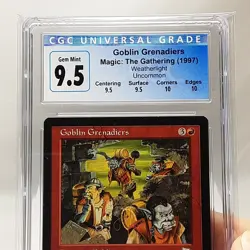 CGC UNIVERSAL GRADE
Gem Mint
9.5
Goblin Grenadiers
Magic: The Gathering (1997)
Weatherlight
Uncommon
Centering Surface Corners Edges
9.5 9.5 10 10
Goblin Grenadiers 3